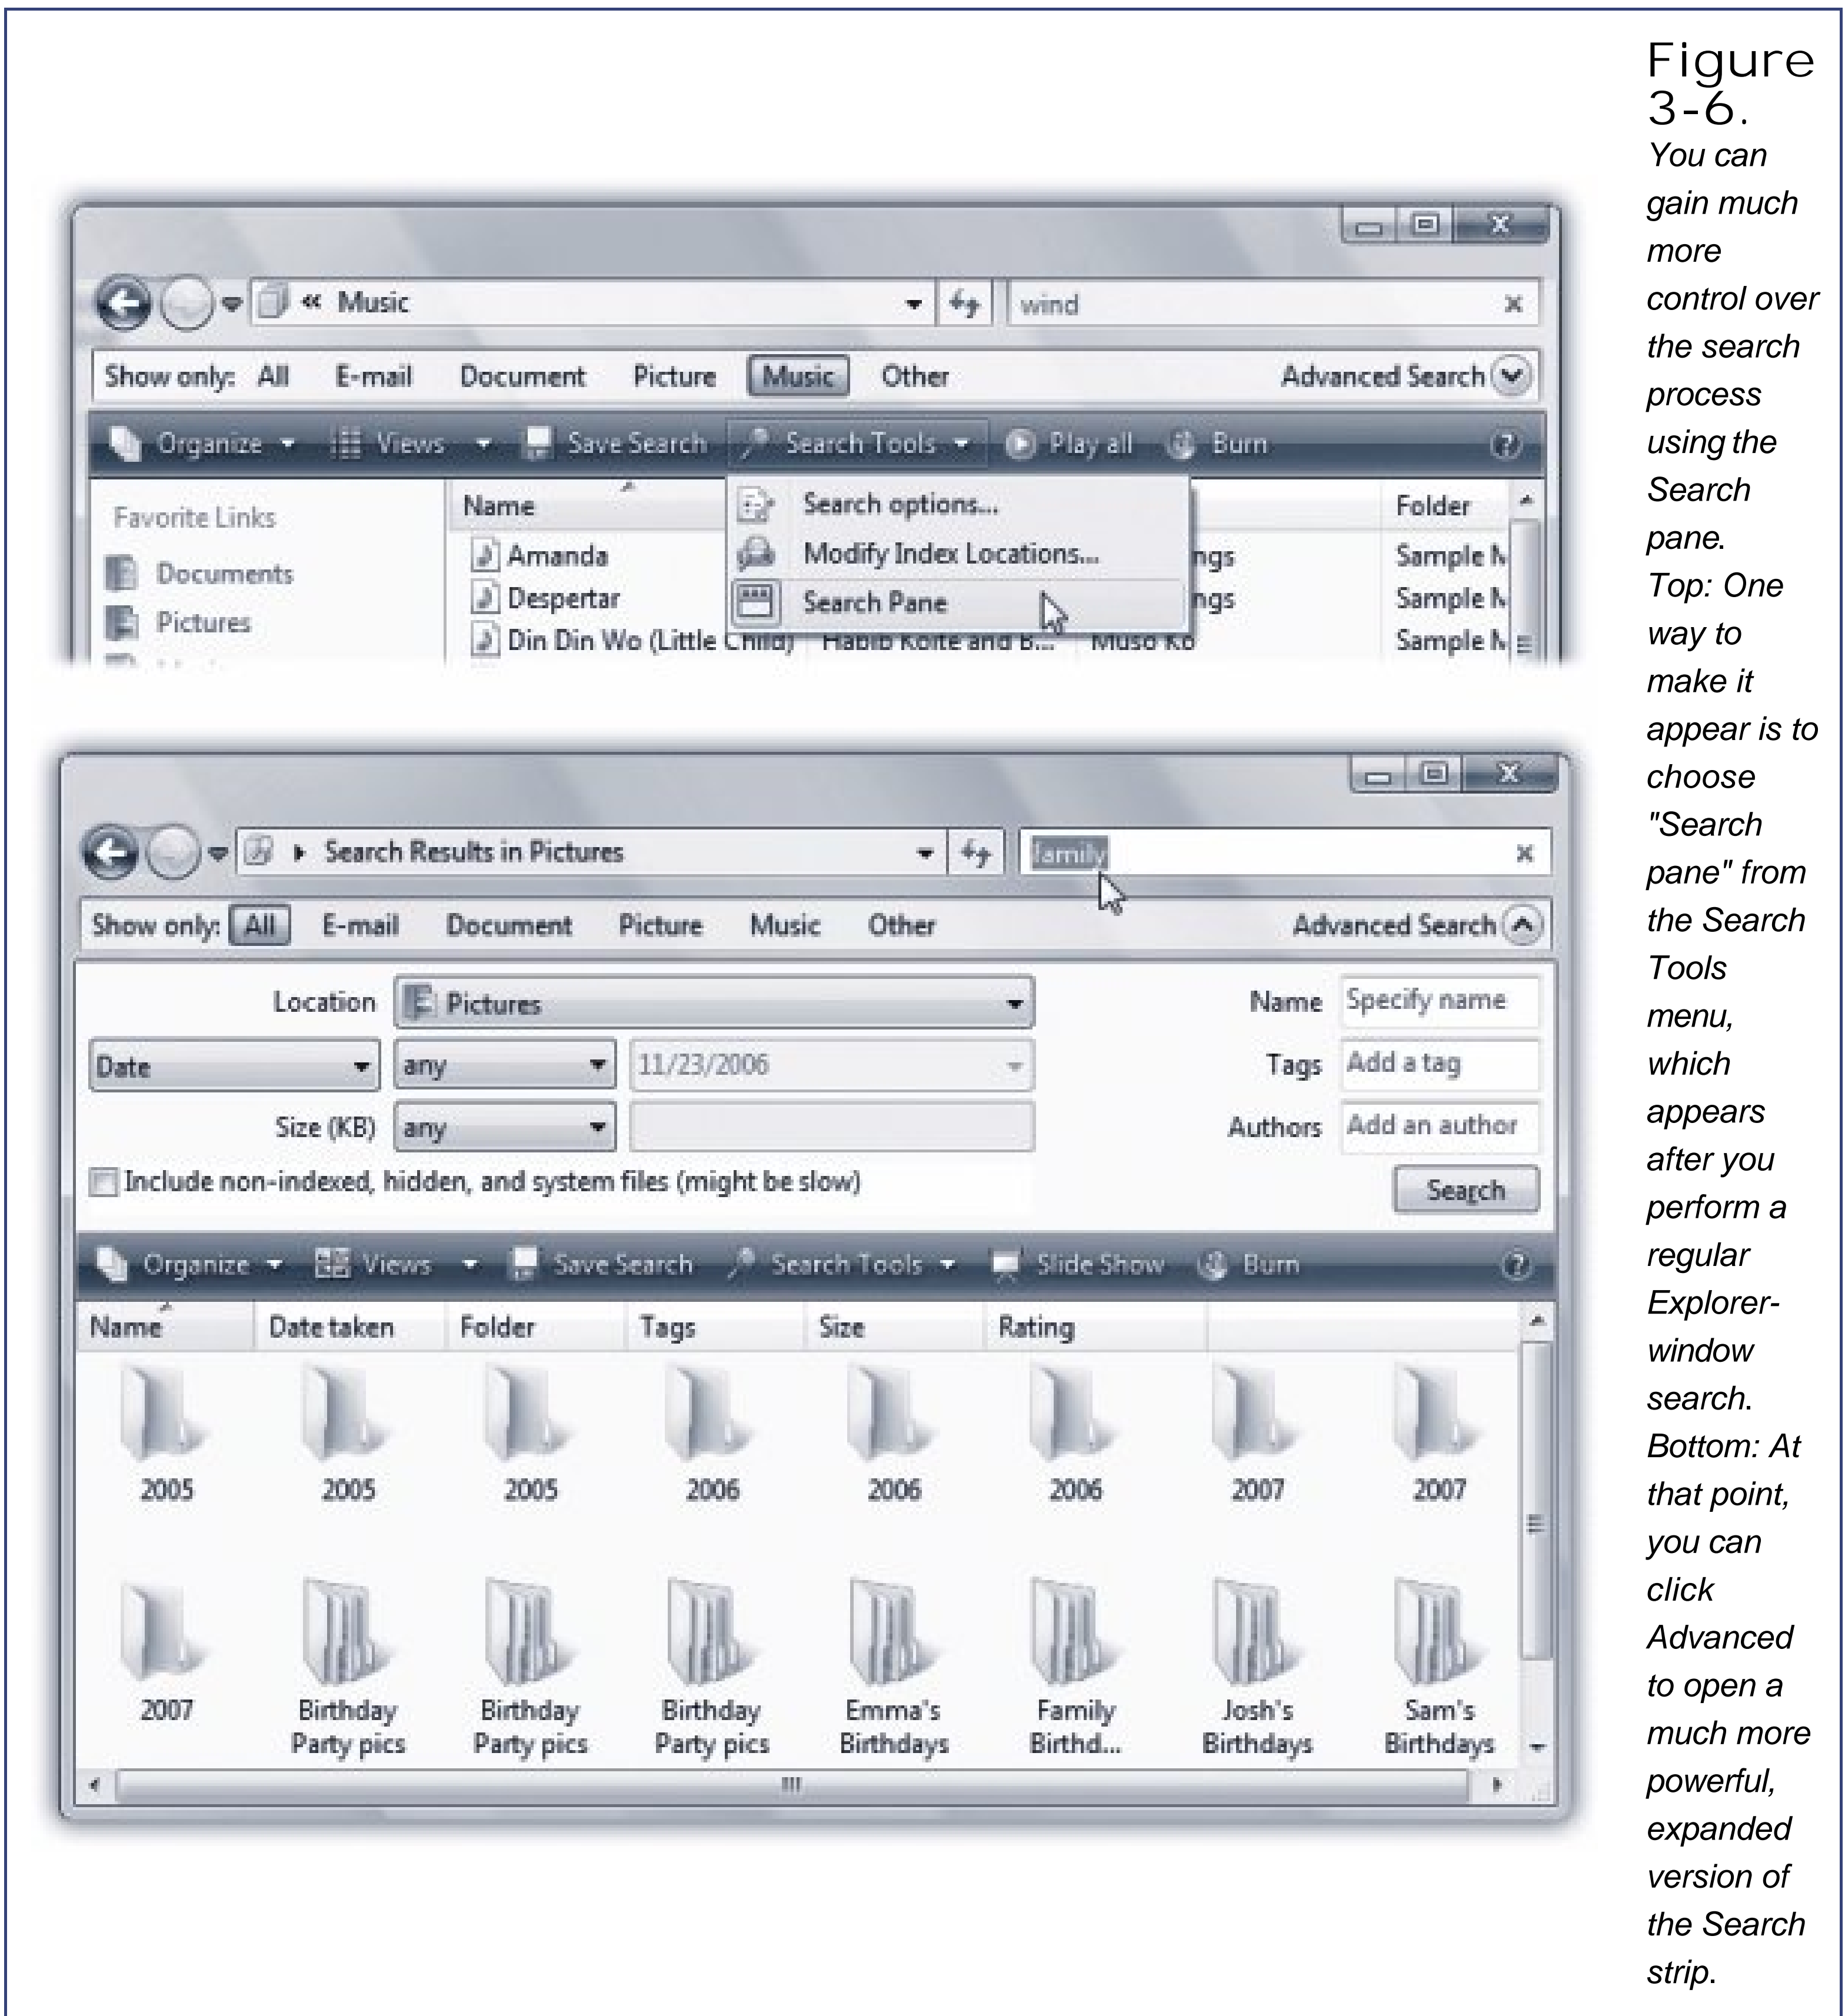 « Music
wind
Show only: All E-mail Document Picture Music Other Advanced Search
Organize Views Save Search Search Tools Play all Burn ?
Favorite Links
Documents
Pictures
Name Folder
Search options...
Modify Index Locations...
Search Pane
Amanda ngs Sample M
Despertar ngs Sample M
Din Din Wo (Little Child) Habib Koite and B... Muso Ko Sample M
Search Results in Pictures
family
Show only: All E-mail Document Picture Music Other Advanced Search
Location Pictures Name Specify name
Date any 11/23/2006 Tags Add a tag
Size (KB) any Authors Add an author
Include non-indexed, hidden, and system files (might be slow) Search
Organize Views Save Search Search Tools Slide Show Burn ?
Name Date taken Folder Tags Size Rating
2005 2005 2005 2006 2006 2006 2007 2007
2007 Birthday Birthday Birthday Emma's Family Josh's Sam's
Party pics Party pics Party pics Birthdays Birthd... Birthdays Birthdays
Figure
3-6.
You can
gain much
more
control over
the search
process
using the
Search
pane.
Top: One
way to
make it
appear is to
choose
"Search
pane" from
the Search
Tools
menu,
which
appears
after you
perform a
regular
Explorer-
window
search.
Bottom: At
that point,
you can
click
Advanced
to open a
much more
powerful,
expanded
version of
the Search
strip.